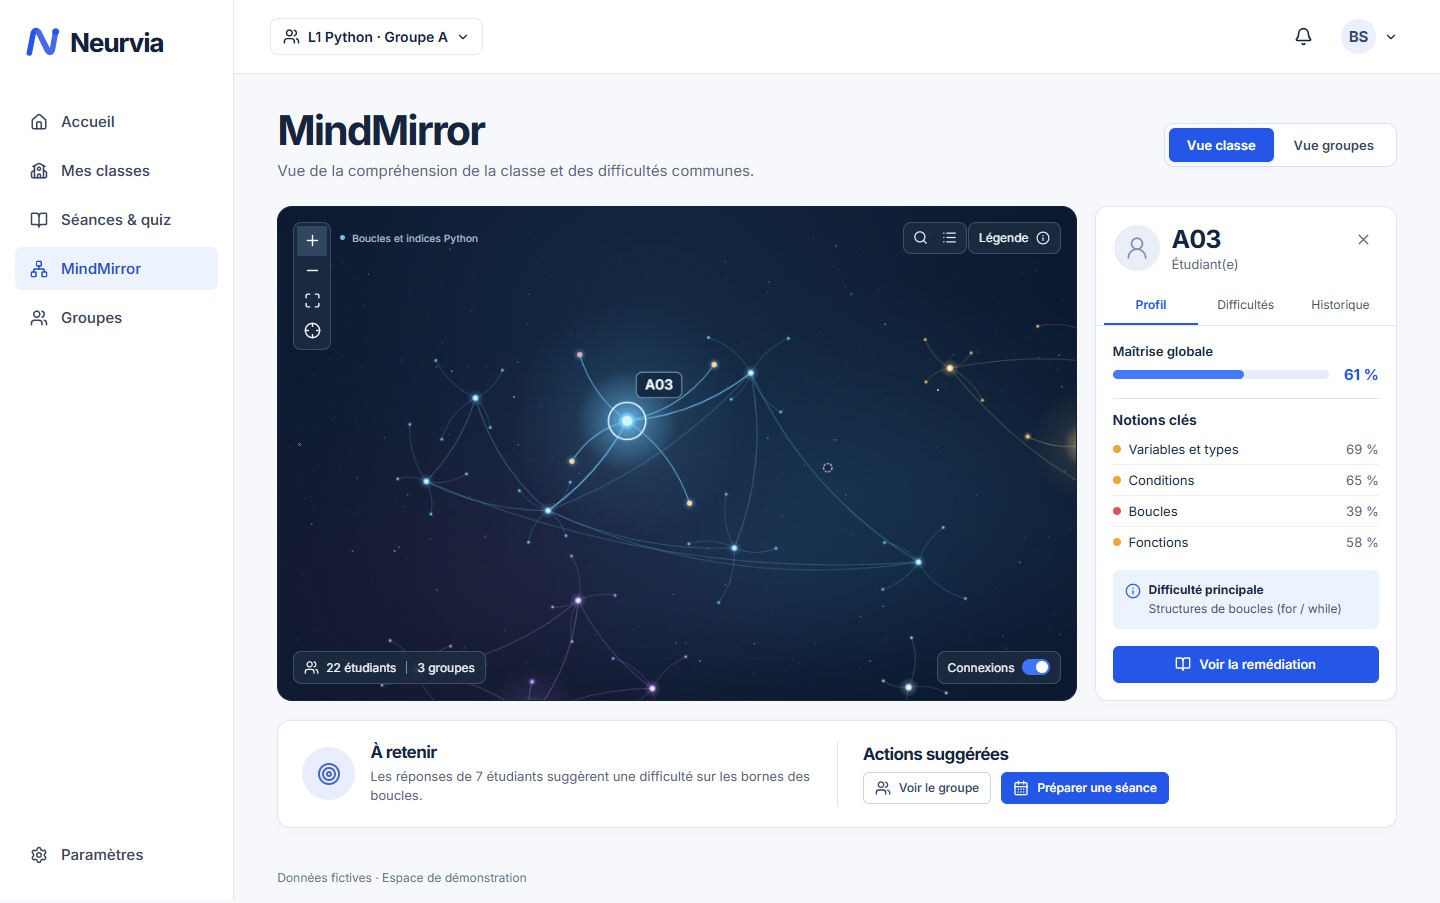 Neurvia
L1 Python · Groupe A
BS
Accueil
Mes classes
Séances & quiz
MindMirror
Groupes
Paramètres
MindMirror
Vue de la compréhension de la classe et des difficultés communes.
Vue classe
Vue groupes
Boucles et indices Python
Légende
A03
22 étudiants | 3 groupes
Connexions
A03
Étudiant(e)
Profil
Difficultés
Historique
Maîtrise globale
61 %
Notions clés
Variables et types 69 %
Conditions 65 %
Boucles 39 %
Fonctions 58 %
Difficulté principale
Structures de boucles (for / while)
Voir la remédiation
À retenir
Les réponses de 7 étudiants suggèrent une difficulté sur les bornes des
boucles.
Actions suggérées
Voir le groupe
Préparer une séance
Données fictives · Espace de démonstration